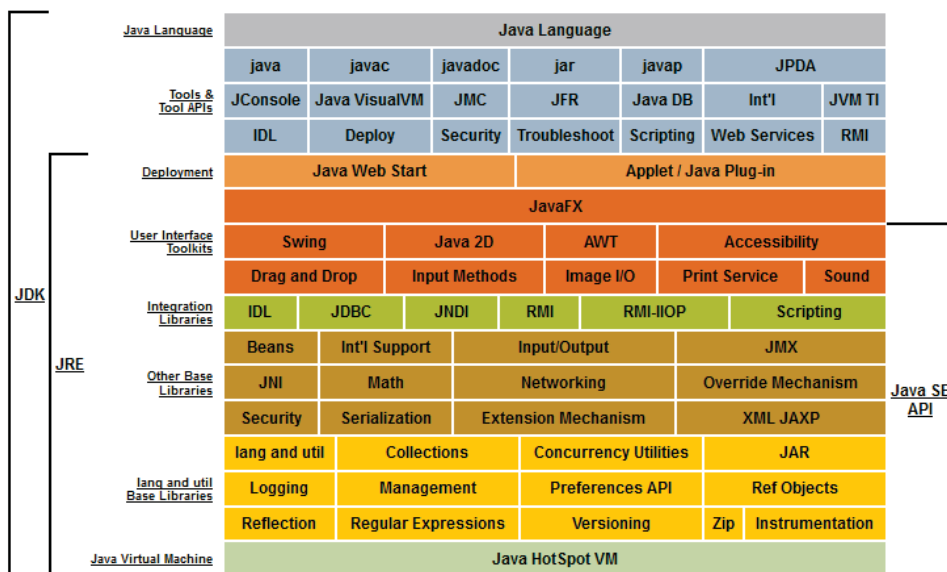 Java Language Java Language
java javac javadoc jar javap JPDA
Tools &
Tool APIs
JConsole Java VisualVM JMC JFR Java DB Int'l JVM TI
IDL Deploy Security Troubleshoot Scripting Web Services RMI
Deployment Java Web Start Applet / Java Plug-in
JavaFX
User Interface
Toolkits
Swing Java 2D AWT Accessibility
Drag and Drop Input Methods Image I/O Print Service Sound
JDK
Integration
Libraries
IDL JDBC JNDI RMI RMI-IIOP Scripting
Beans Int'l Support Input/Output JMX
JRE
Other Base
Libraries
JNI Math Networking Override Mechanism
Java SE
API
Security Serialization Extension Mechanism XML JAXP
lang and util Collections Concurrency Utilities JAR
lang and util
Base Libraries
Logging Management Preferences API Ref Objects
Reflection Regular Expressions Versioning Zip Instrumentation
Java Virtual Machine Java HotSpot VM